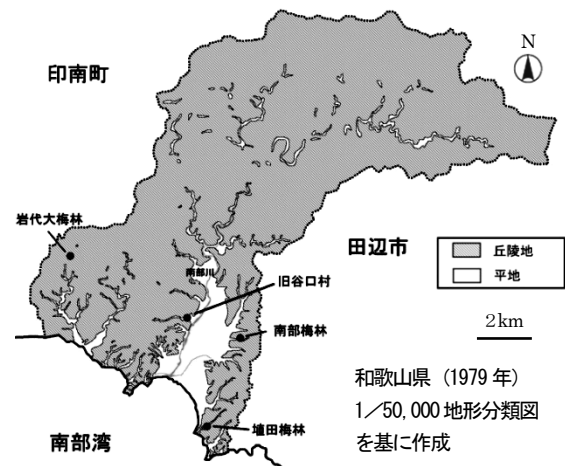 印南町
N
岩代大梅林
田辺市
丘陵地
平地
南部川
旧谷口村
2km
南部梅林
和歌山県（1979年）
1／50,000地形分類図
を基に作成
南部湾
埴田梅林